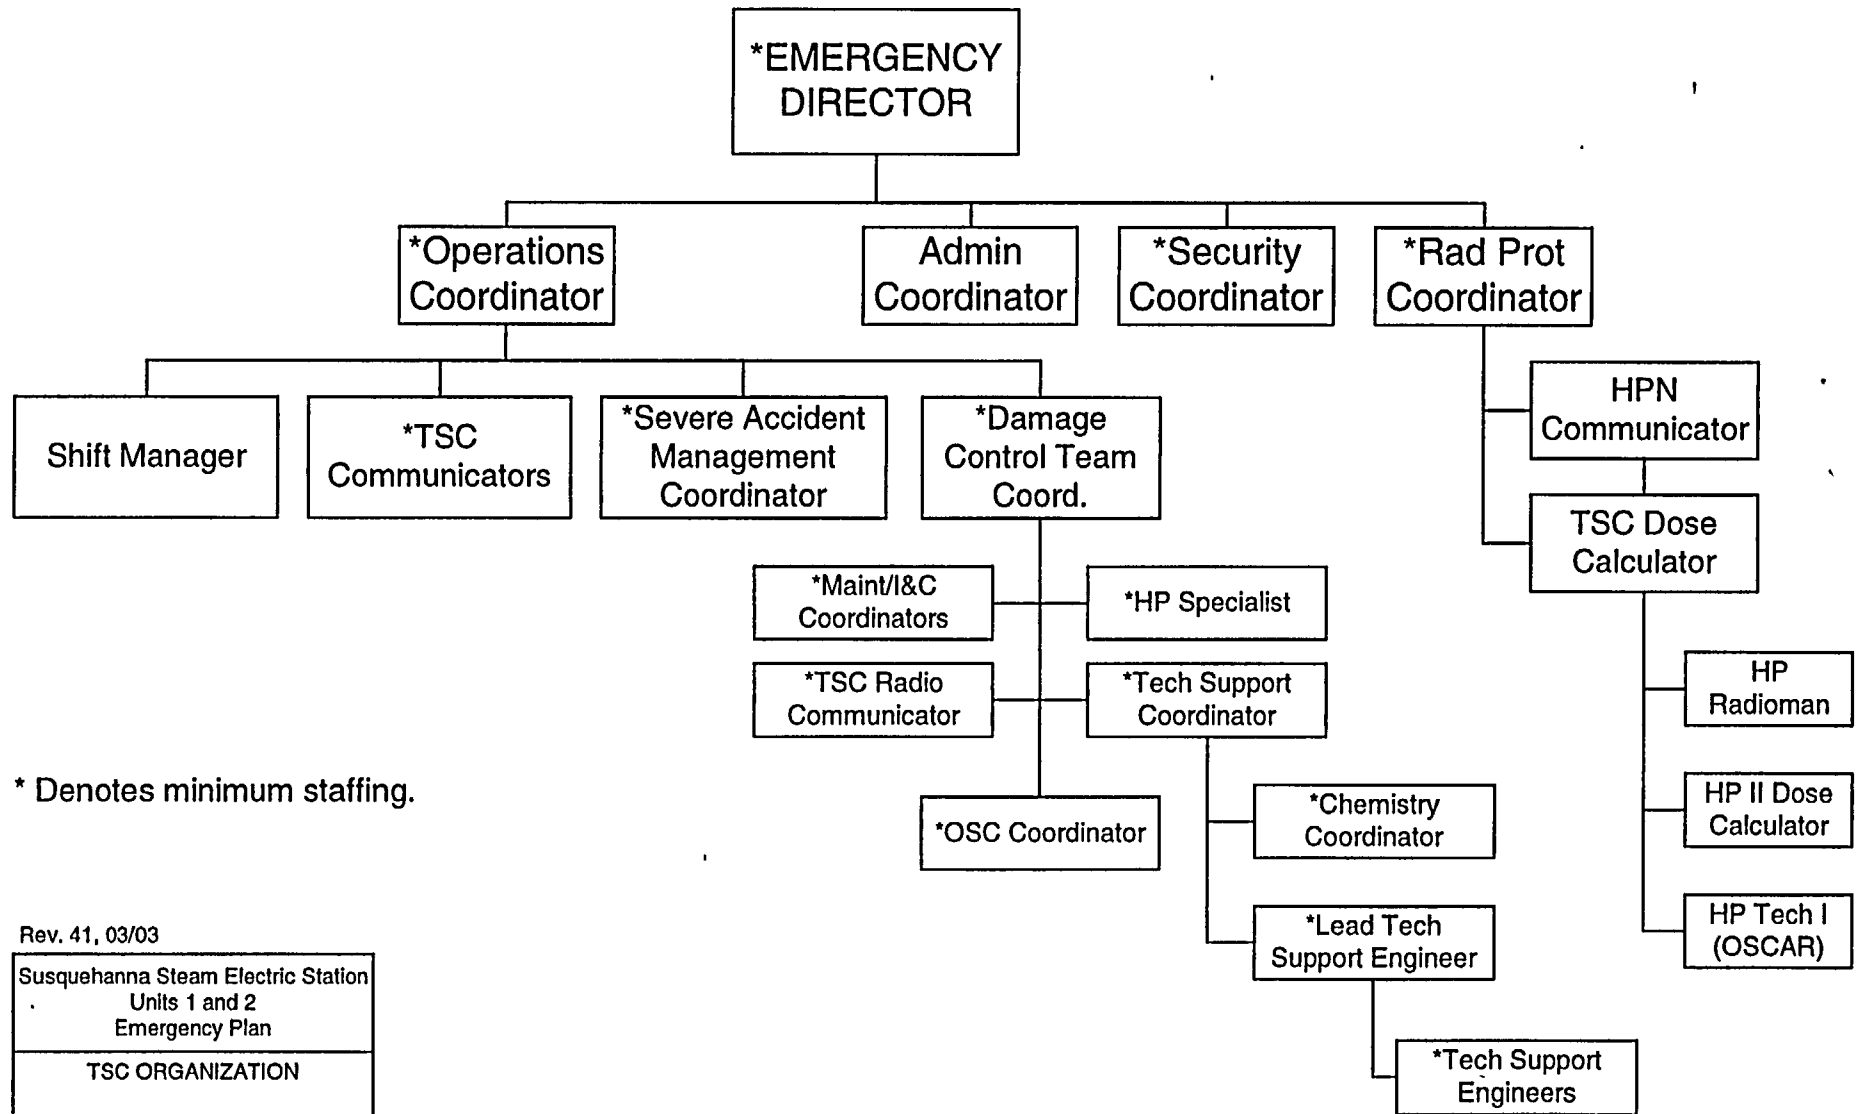 *EMERGENCY
DIRECTOR
*Operations
Coordinator
Admin
Coordinator
*Security
Coordinator
*Rad Prot
Coordinator
Shift Manager
*TSC
Communicators
*Severe Accident
Management
Coordinator
*Damage
Control Team
Coord.
HPN
Communicator
TSC Dose
Calculator
*Maint/I&C
Coordinators
*HP Specialist
*TSC Radio
Communicator
*Tech Support
Coordinator
HP
Radioman
* Denotes minimum staffing.
*OSC Coordinator
*Chemistry
Coordinator
HP II Dose
Calculator
*Lead Tech
Support Engineer
HP Tech I
(OSCAR)
*Tech Support
Engineers
Rev. 41, 03/03
Susquehanna Steam Electric Station
Units 1 and 2
Emergency Plan
TSC ORGANIZATION